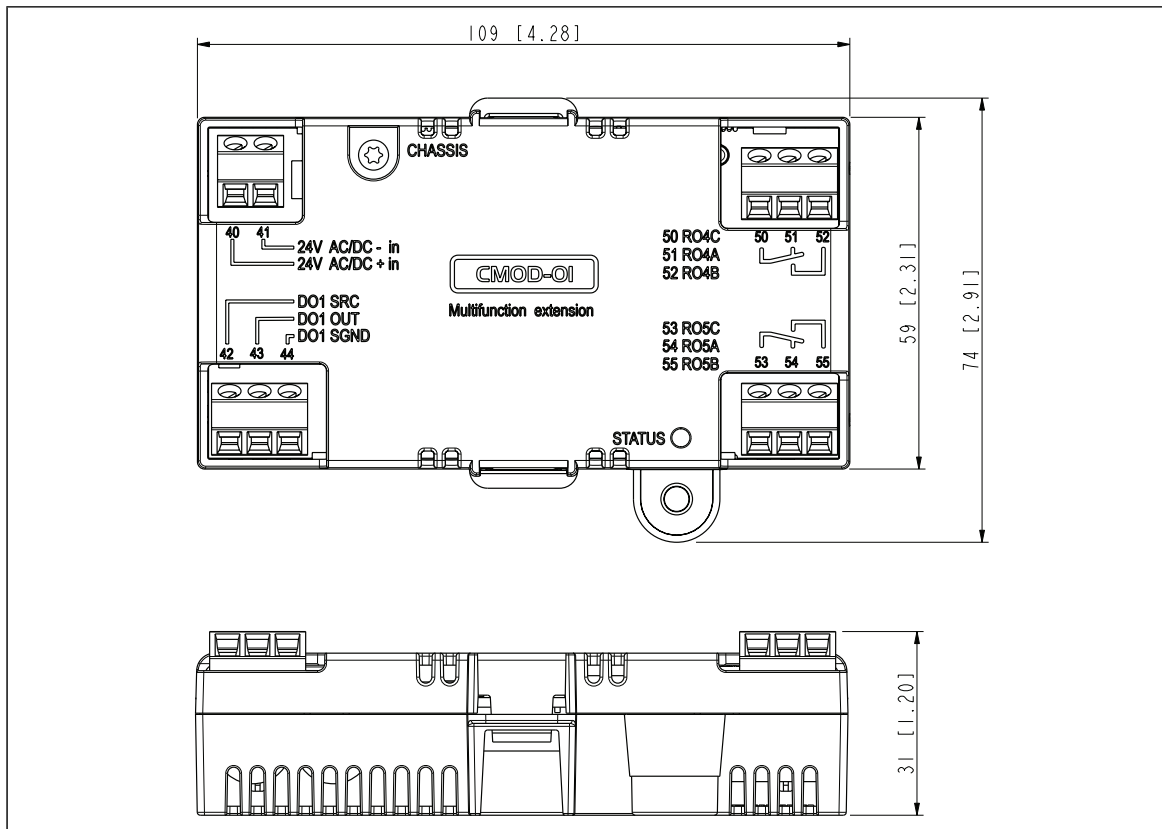 109 [4.28]
CHASSIS
40 41
24V AC/DC - in
24V AC/DC + in
DO1 SRC
DO1 OUT
DO1 SGND
42 43 44
CMOD-01
Multifunction extension
50 RO4C 50 51 52
51 RO4A
52 RO4B
53 RO5C
54 RO5A
55 RO5B 53 54 55
STATUS
59 [2.31]
74 [2.91]
31 [1.20]